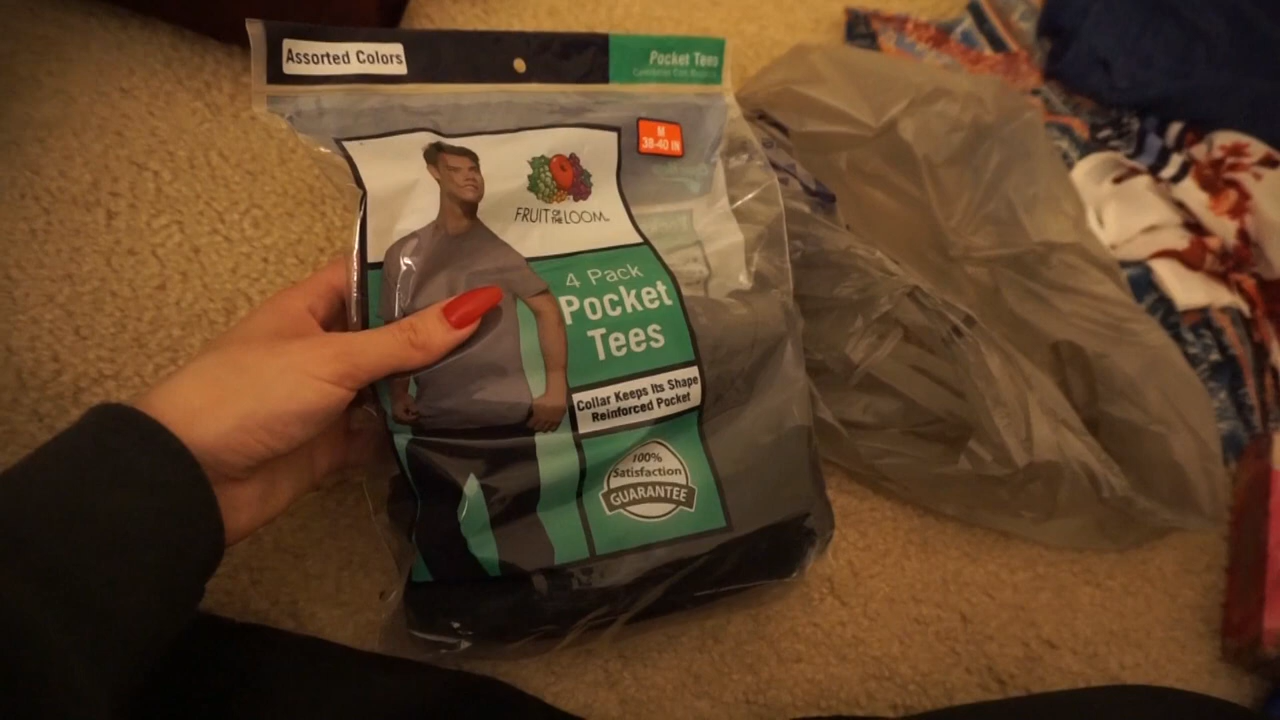 Assorted Colors
Pocket Tees
M
38-40 IN
FRUIT OF THE LOOM
4 Pack
Pocket
Tees
Collar Keeps Its Shape
Reinforced Pocket
100%
Satisfaction
GUARANTEE